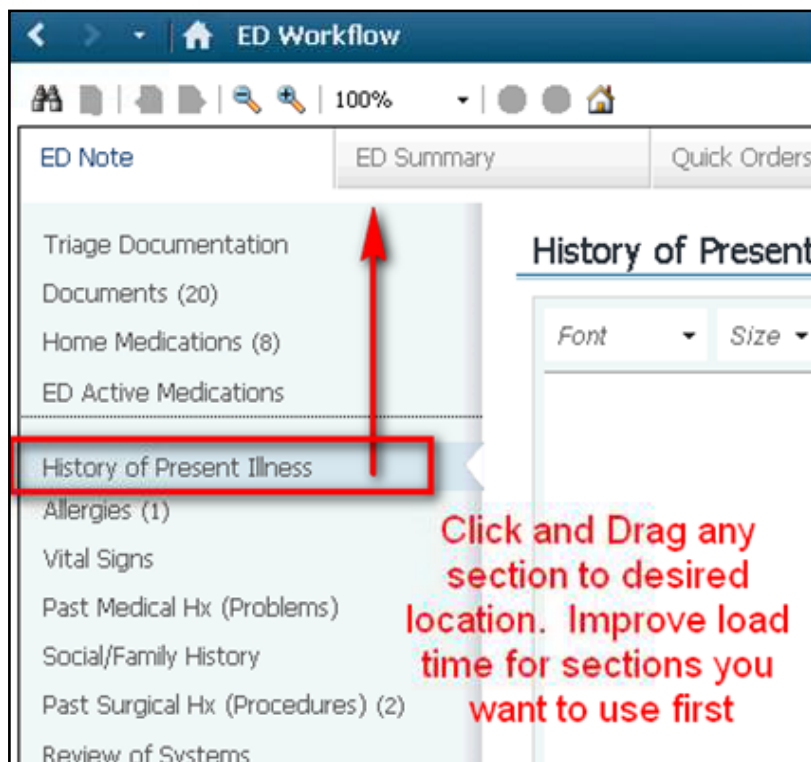 ED Workflow
100%
ED Note
ED Summary
Quick Orders
Triage Documentation
Documents (20)
Home Medications (8)
ED Active Medications
History of Present Illness
Allergies (1)
Vital Signs
Past Medical Hx (Problems)
Social/Family History
Past Surgical Hx (Procedures) (2)
Review of Systems
History of Present
Font
Size
Click and Drag any
section to desired
location. Improve load
time for sections you
want to use first